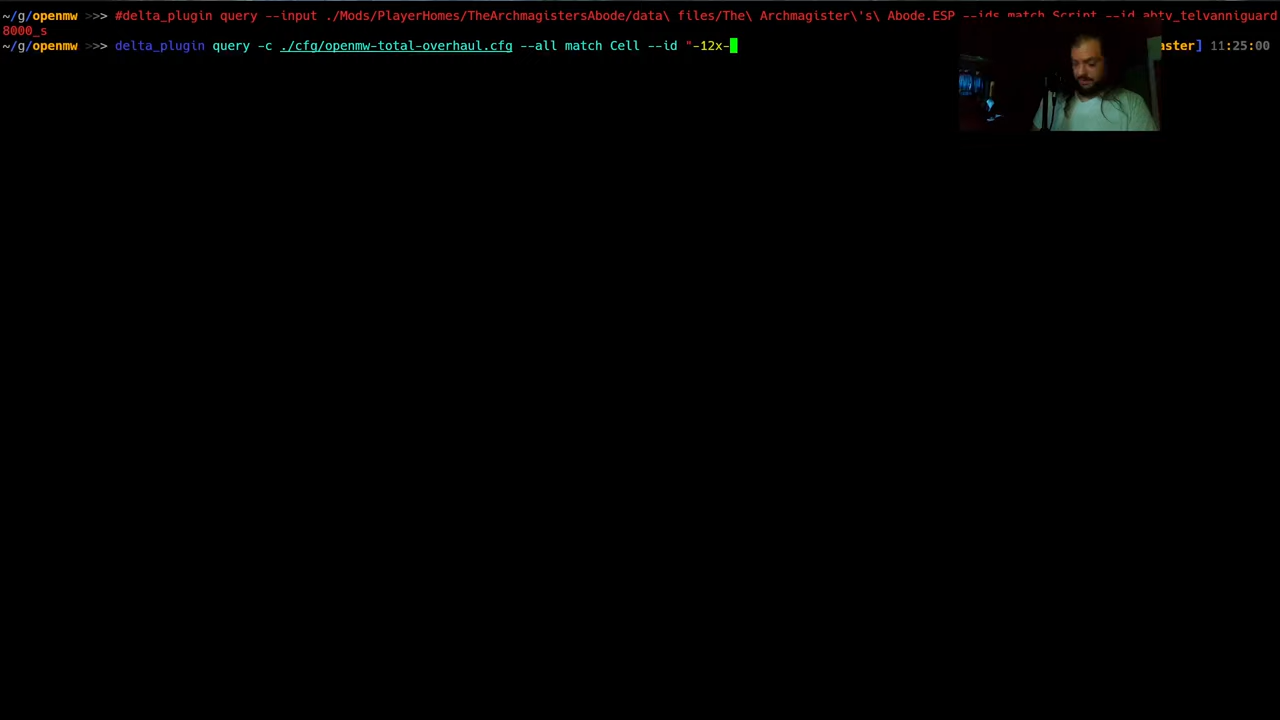 ~/g/openmw >>> #delta_plugin query --input ./Mods/PlayerHomes/TheArchmagistersAbode/data\ files/The\ Archmagister\'s\ Abode.ESP --ids match Script --id abtv_telvanniguard
8000_s
~/g/openmw >>> delta_plugin query -c ./cfg/openmw-total-overhaul.cfg --all match Cell --id "-12x- aster] 11:25:00